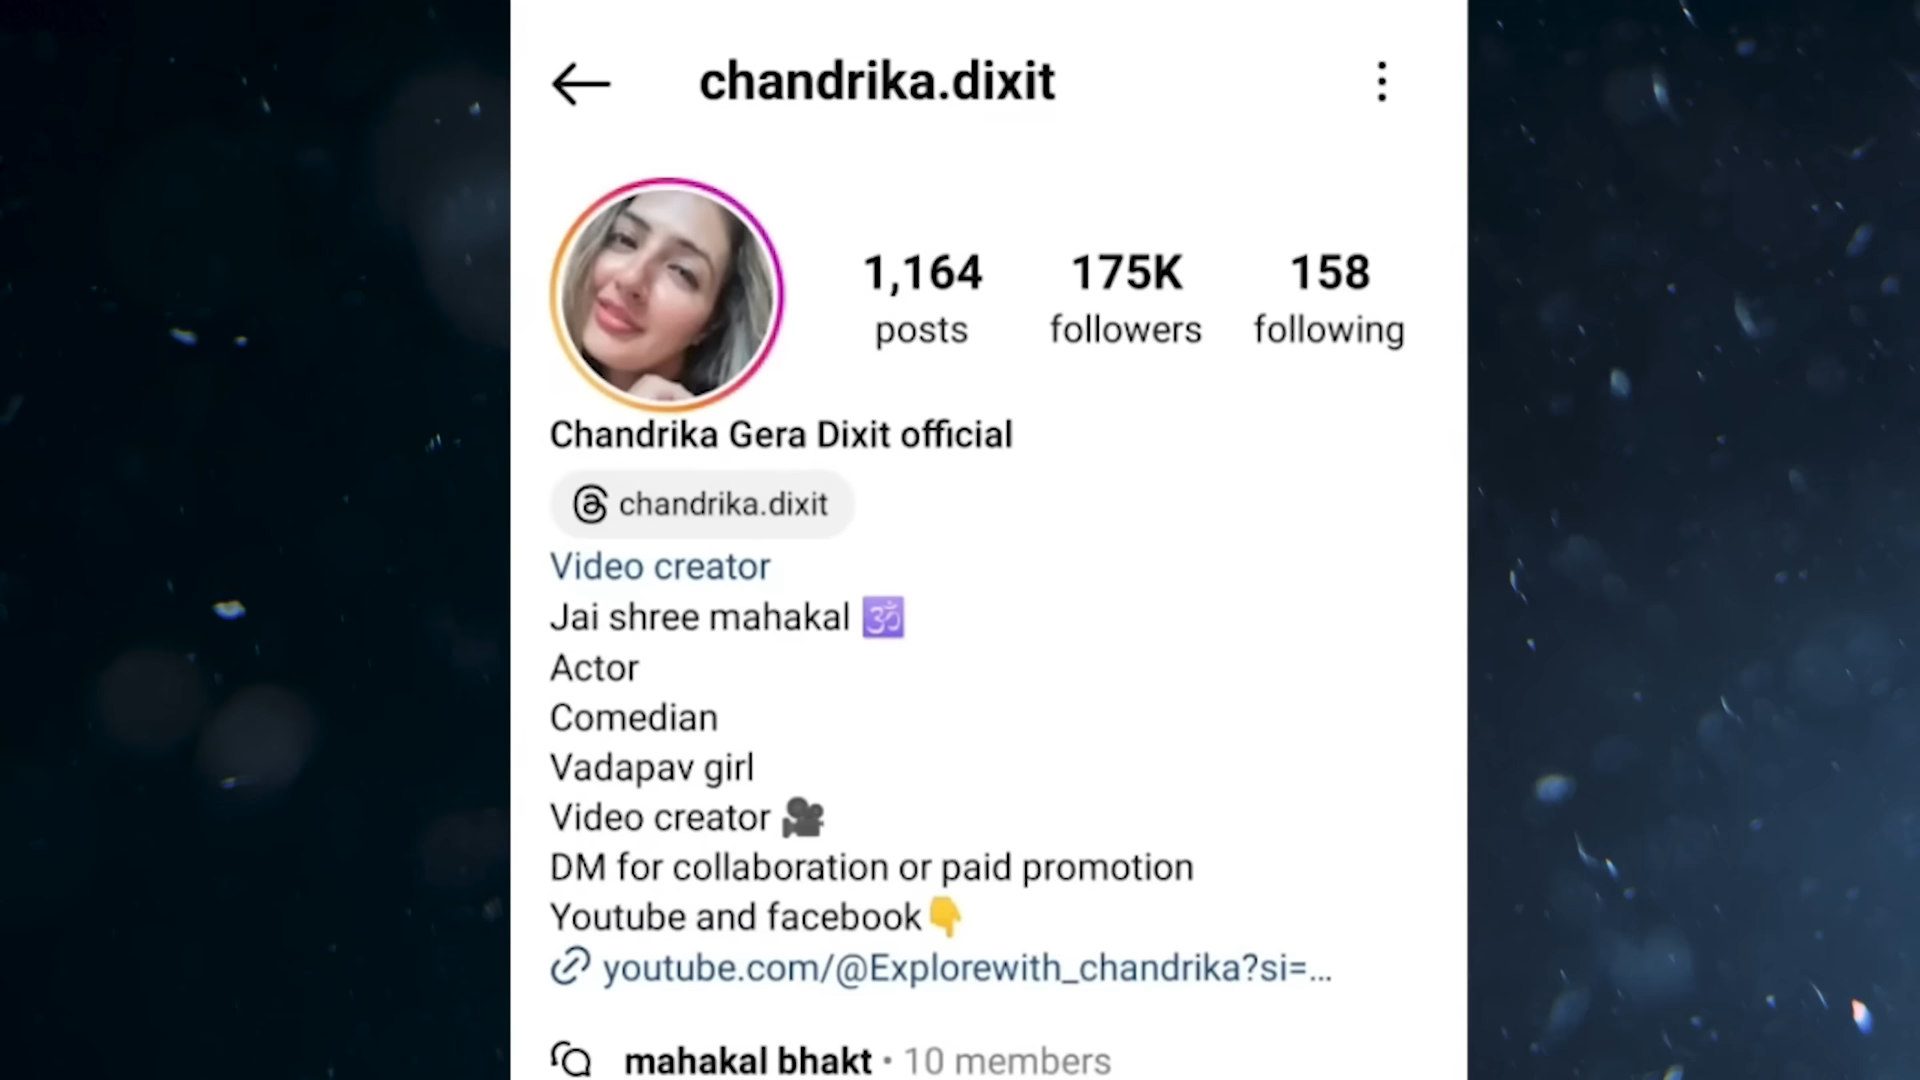 chandrika.dixit
1,164 175K 158
posts followers following
Chandrika Gera Dixit official
chandrika.dixit
Video creator
Jai shree mahakal 🕉️
Actor
Comedian
Vadapav girl
Video creator 🎥
DM for collaboration or paid promotion
Youtube and facebook👇
youtube.com/@Explorewith_chandrika?si=...
mahakal bhakt • 10 members